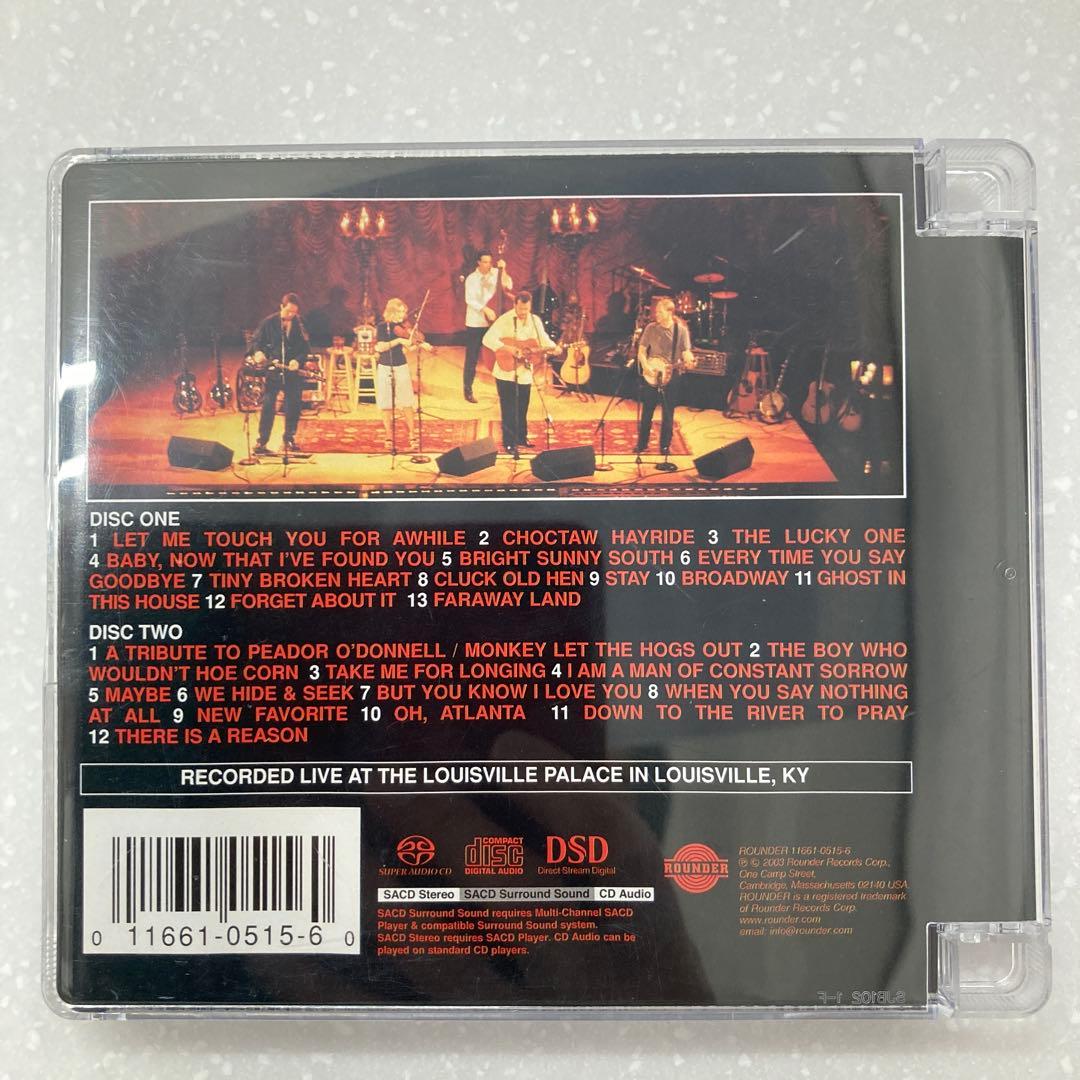 DISC ONE
1 LET ME TOUCH YOU FOR AWHILE 2 CHOCTAW HAYRIDE 3 THE LUCKY ONE
4 BABY, NOW THAT I'VE FOUND YOU 5 BRIGHT SUNNY SOUTH 6 EVERY TIME YOU SAY
GOODBYE 7 TINY BROKEN HEART 8 CLUCK OLD HEN 9 STAY 10 BROADWAY 11 GHOST IN
THIS HOUSE 12 FORGET ABOUT IT 13 FARAWAY LAND
DISC TWO
1 A TRIBUTE TO PEADOR O'DONNELL / MONKEY LET THE HOGS OUT 2 THE BOY WHO
WOULDN'T HOE CORN 3 TAKE ME FOR LONGING 4 I AM A MAN OF CONSTANT SORROW
5 MAYBE 6 WE HIDE & SEEK 7 BUT YOU KNOW I LOVE YOU 8 WHEN YOU SAY NOTHING
AT ALL 9 NEW FAVORITE 10 OH, ATLANTA 11 DOWN TO THE RIVER TO PRAY
12 THERE IS A REASON
RECORDED LIVE AT THE LOUISVILLE PALACE IN LOUISVILLE, KY
0 11661-0515-6 0
SUPER AUDIO CD
COMPACT
disc
DIGITAL AUDIO
DSD
Direct Stream Digital
SACD Stereo SACD Surround Sound CD Audio
SACD Surround Sound requires Multi-Channel SACD
Player & compatible Surround Sound system.
SACD Stereo requires SACD Player. CD Audio can be
played on standard CD players.
ROUNDER
ROUNDER 11661-0515-6
℗ © 2003 Rounder Records Corp.,
One Camp Street,
Cambridge, Massachusetts 02140 USA
ROUNDER is a registered trademark
of Rounder Records Corp.
www.rounder.com
email: info@rounder.com
SJB102 1-F